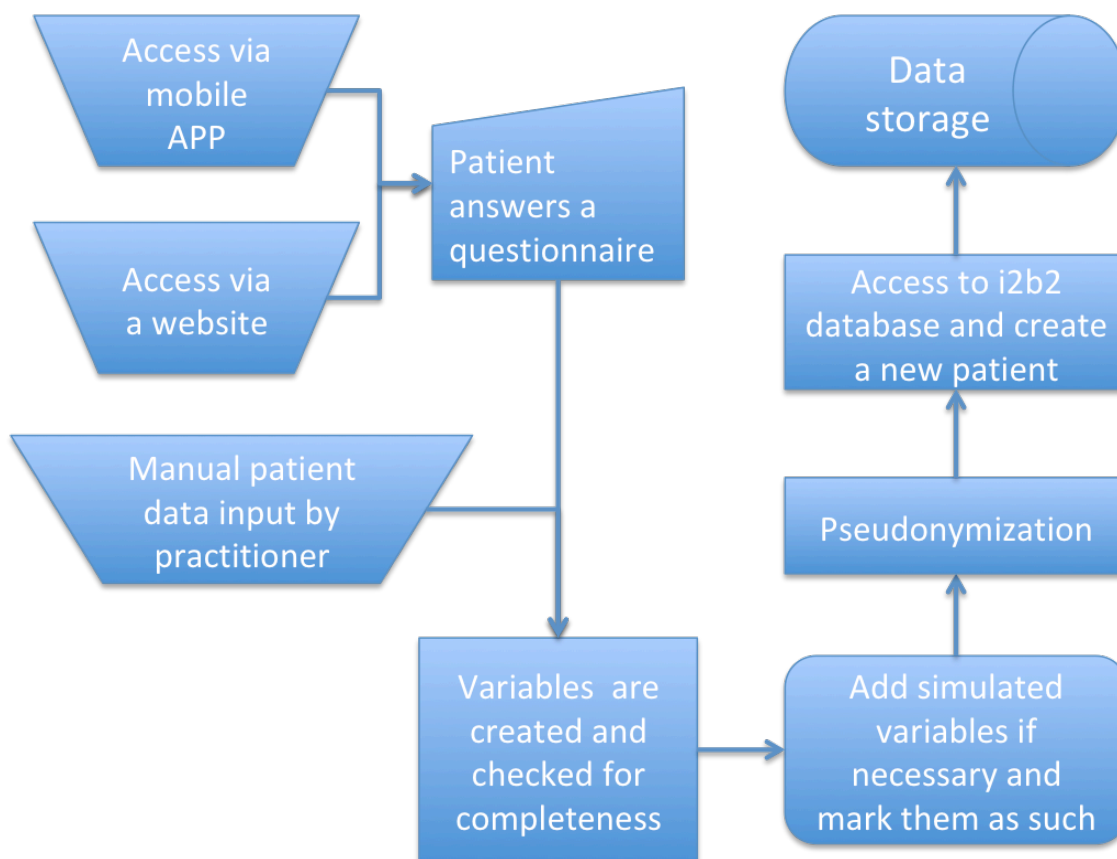 Access via
mobile
APP
Access via
a website
Patient
answers a
questionnaire
Manual patient
data input by
practitioner
Variables are
created and
checked for
completeness
Add simulated
variables if
necessary and
mark them as such
Pseudonymization
Access to i2b2
database and create
a new patient
Data
storage